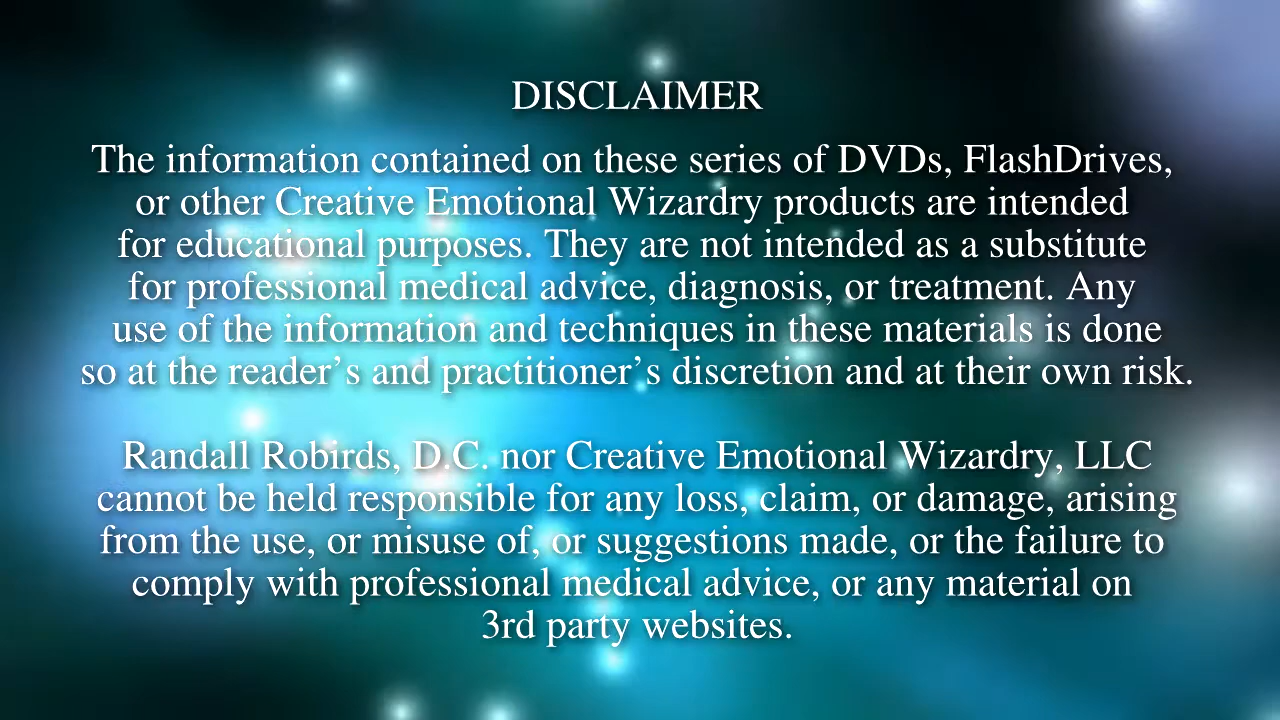 DISCLAIMER
The information contained on these series of DVDs, FlashDrives,
or other Creative Emotional Wizardry products are intended
for educational purposes. They are not intended as a substitute
for professional medical advice, diagnosis, or treatment. Any
use of the information and techniques in these materials is done
so at the reader’s and practitioner’s discretion and at their own risk.
Randall Robirds, D.C. nor Creative Emotional Wizardry, LLC
cannot be held responsible for any loss, claim, or damage, arising
from the use, or misuse of, or suggestions made, or the failure to
comply with professional medical advice, or any material on
3rd party websites.